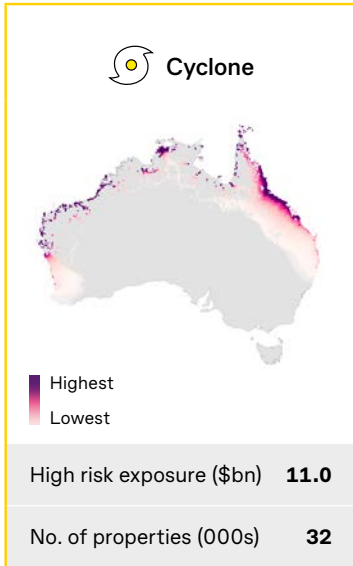 Cyclone
Highest
Lowest
High risk exposure ($bn) 11.0
No. of properties (000s) 32